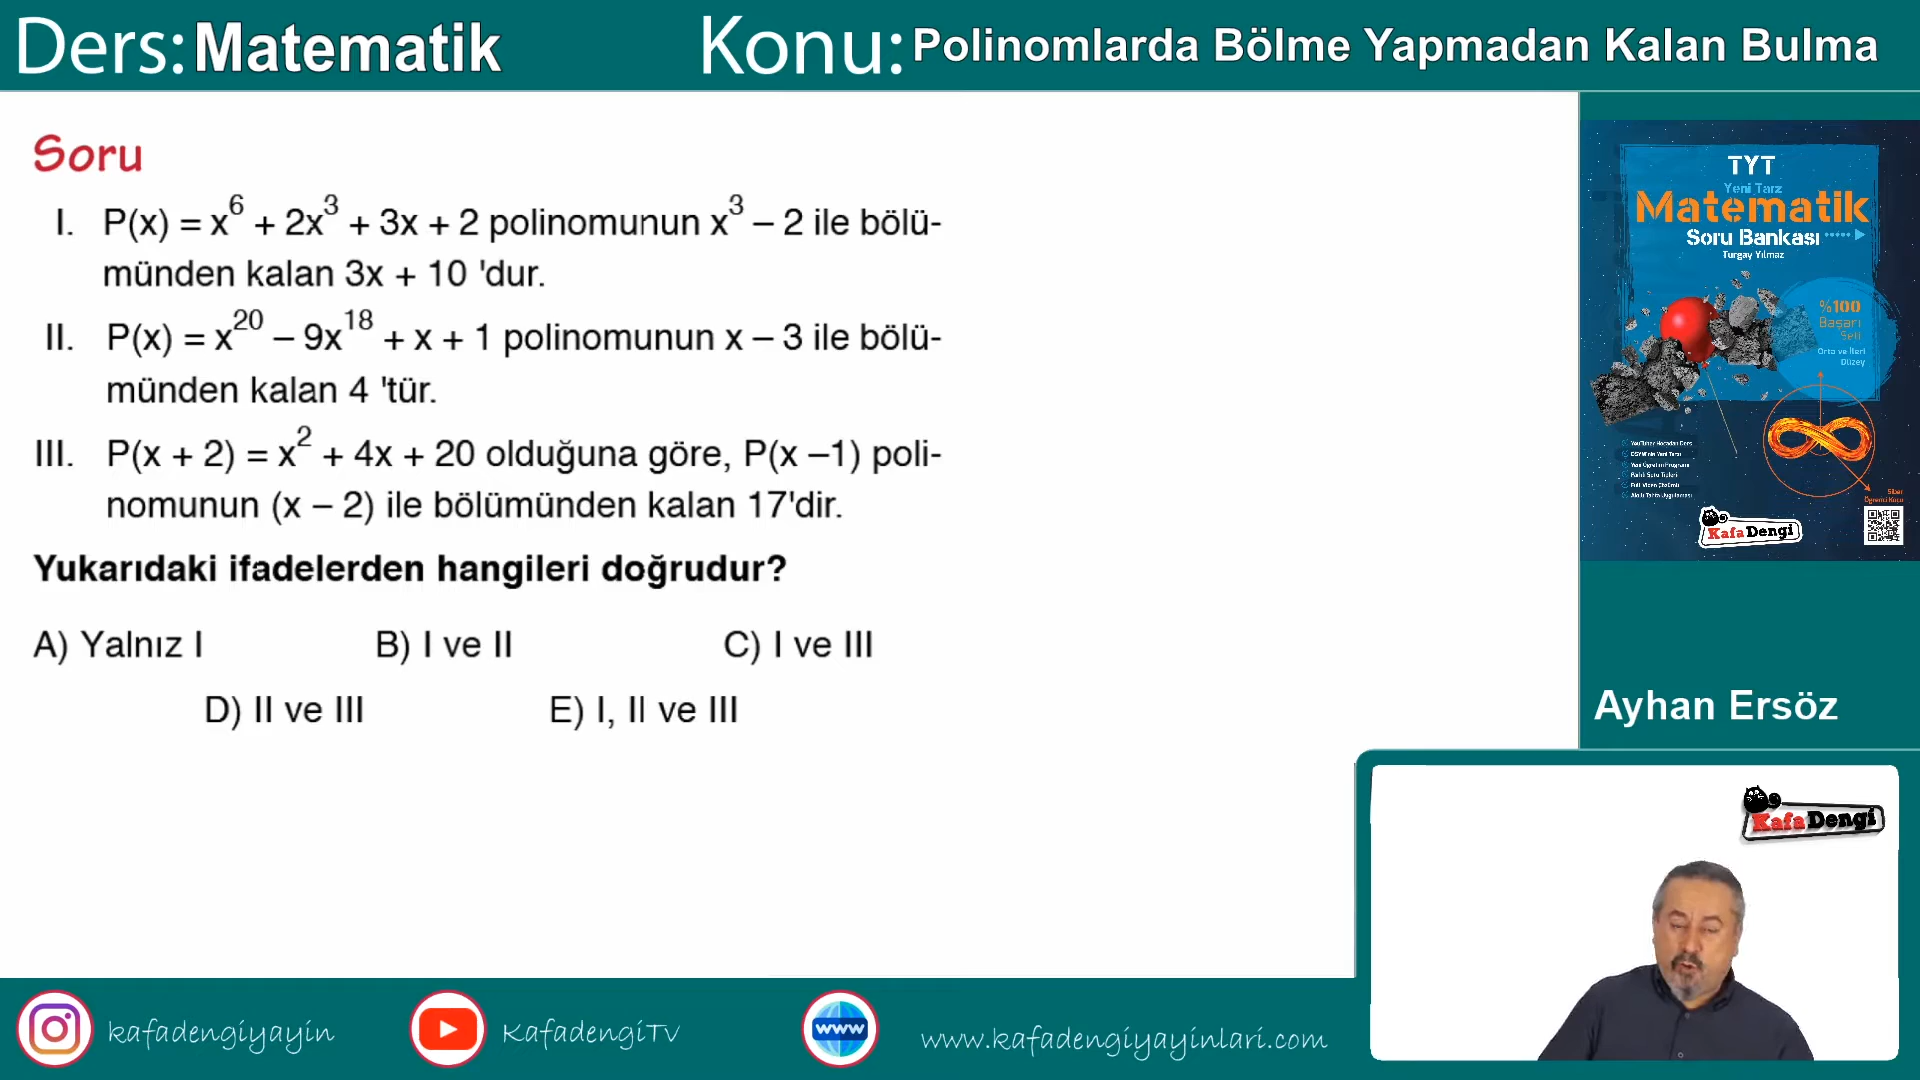 Ders: Matematik
Konu: Polinomlarda Bölme Yapmadan Kalan Bulma
Soru
I. P(x) = x⁶ + 2x³ + 3x + 2 polinomunun x³ – 2 ile bölü-
münden kalan 3x + 10 'dur.
II. P(x) = x²⁰ – 9x¹⁸ + x + 1 polinomunun x – 3 ile bölü-
münden kalan 4 'tür.
III. P(x + 2) = x² + 4x + 20 olduğuna göre, P(x –1) poli-
nomunun (x – 2) ile bölümünden kalan 17'dir.
Yukarıdaki ifadelerden hangileri doğrudur?
A) Yalnız I B) I ve II C) I ve III
D) II ve III E) I, II ve III
TYT
Yeni Tarz
Matematik
Soru Bankası
Turgay Yılmaz
%100
Başarı
Seti
Orta ve İleri
Düzey
Kafa Dengi
Ayhan Ersöz
Kafa Dengi
kafadengiyayin
KafadengiTv
www
www.kafadengiyayinlari.com